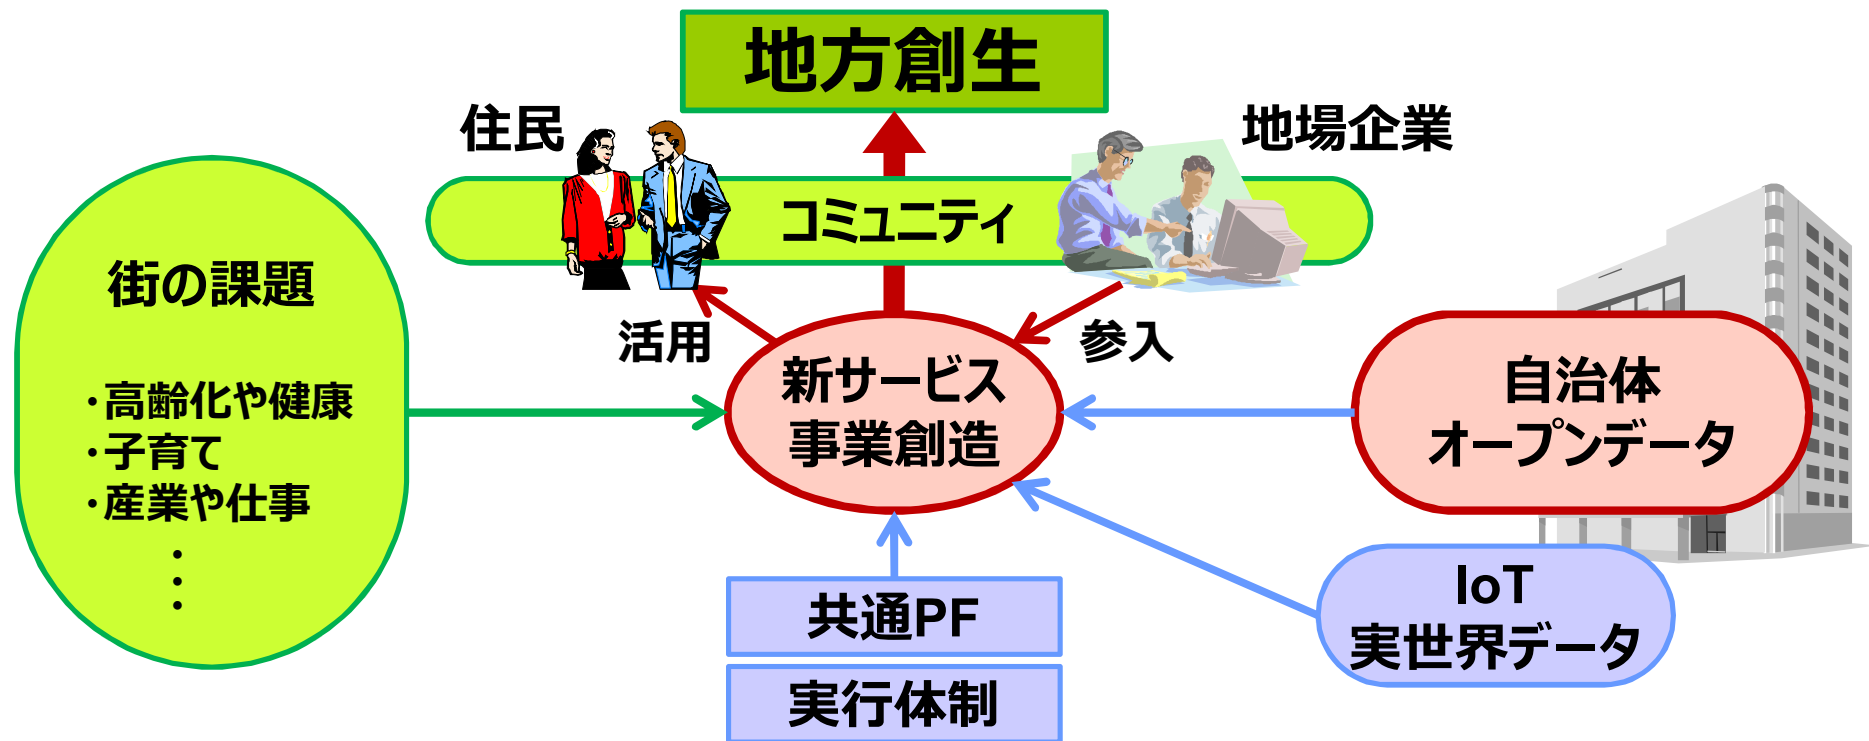 地方創生
住民
地場企業
コミュニティ
街の課題
・高齢化や健康
・子育て
・産業や仕事
・
・
・
活用
参入
新サービス
事業創造
自治体
オープンデータ
IoT
実世界データ
共通PF
実行体制